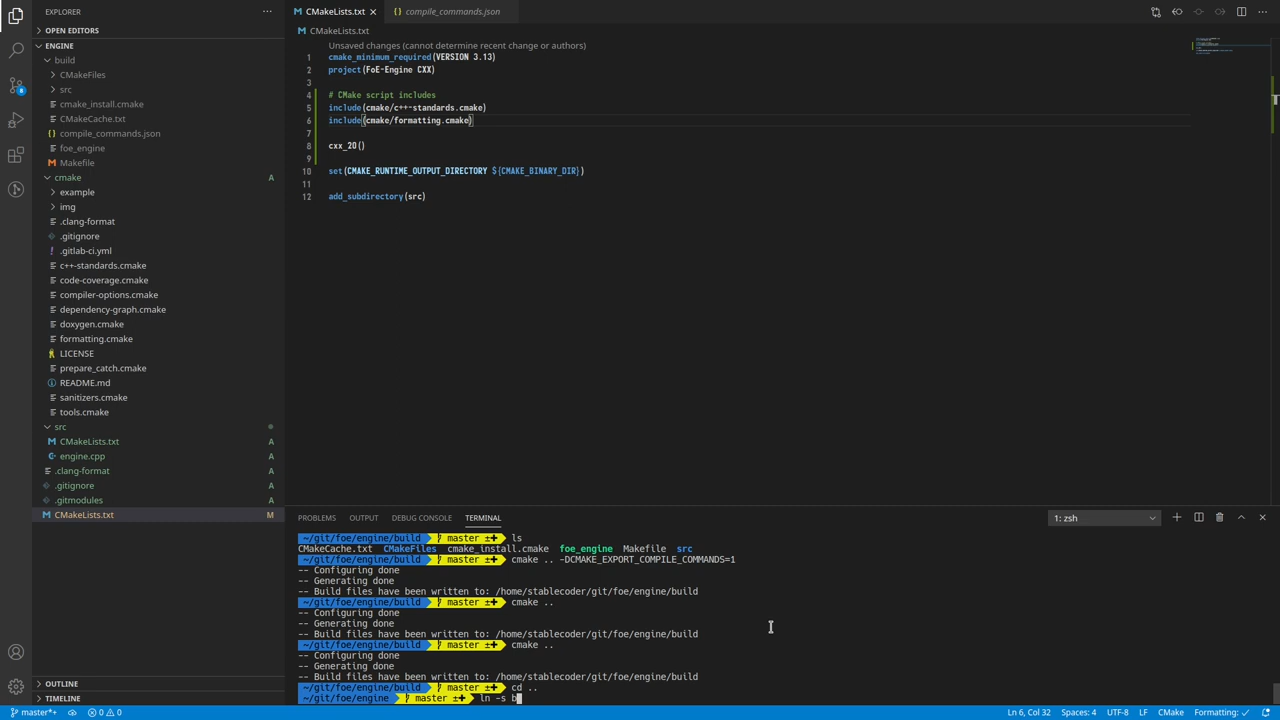 EXPLORER
OPEN EDITORS
ENGINE
build
CMakeFiles
src
cmake_install.cmake
CMakeCache.txt
compile_commands.json
foe_engine
Makefile
cmake A
example
img
.clang-format
.gitignore
.gitlab-ci.yml
c++-standards.cmake
code-coverage.cmake
compiler-options.cmake
dependency-graph.cmake
doxygen.cmake
formatting.cmake
LICENSE
prepare_catch.cmake
README.md
sanitizers.cmake
tools.cmake
src
CMakeLists.txt A
engine.cpp A
.clang-format A
.gitignore A
.gitmodules A
CMakeLists.txt M
OUTLINE
TIMELINE
CMakeLists.txt compile_commands.json
CMakeLists.txt
Unsaved changes (cannot determine recent change or authors)
1 cmake_minimum_required(VERSION 3.13)
2 project(FoE-Engine CXX)
3
4 # CMake script includes
5 include(cmake/c++-standards.cmake)
6 include(cmake/formatting.cmake)
7
8 cxx_20()
9
10 set(CMAKE_RUNTIME_OUTPUT_DIRECTORY ${CMAKE_BINARY_DIR})
11
12 add_subdirectory(src)
PROBLEMS OUTPUT DEBUG CONSOLE TERMINAL 1: zsh
~/git/foe/engine/build master ±✚ ls
CMakeCache.txt CMakeFiles cmake_install.cmake foe_engine Makefile src
~/git/foe/engine/build master ±✚ cmake .. -DCMAKE_EXPORT_COMPILE_COMMANDS=1
-- Configuring done
-- Generating done
-- Build files have been written to: /home/stablecoder/git/foe/engine/build
~/git/foe/engine/build master ±✚ cmake ..
-- Configuring done
-- Generating done
-- Build files have been written to: /home/stablecoder/git/foe/engine/build
~/git/foe/engine/build master ±✚ cmake ..
-- Configuring done
-- Generating done
-- Build files have been written to: /home/stablecoder/git/foe/engine/build
~/git/foe/engine/build master ±✚ cd ..
~/git/foe/engine master ±✚ ln -s b
master*+ 0 0 Ln 6, Col 32 Spaces: 4 UTF-8 LF CMake Formatting: ✓